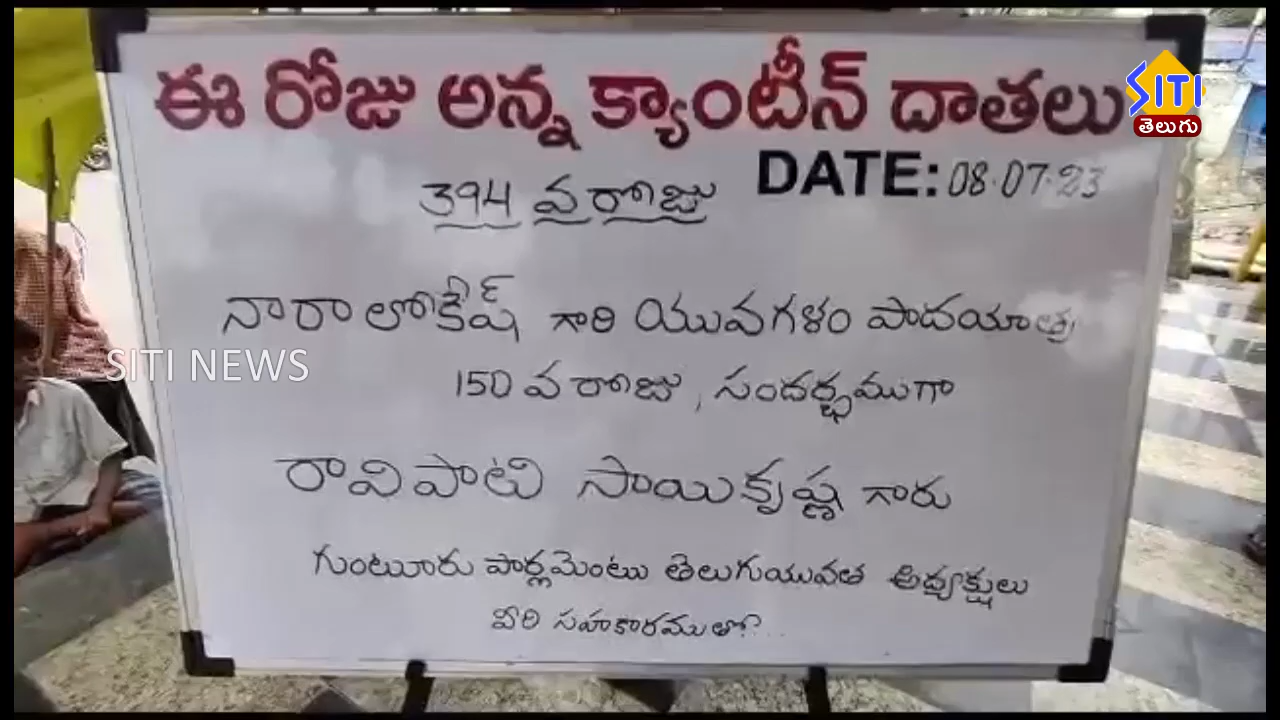 ఈ రోజు అన్న క్యాంటీన్ దాతలు
SITI
తెలుగు
DATE: 08.07.23
394 వ రోజు
నారా లోకేష్ గారి యువగళం పాదయాత్ర
SITI NEWS
150 వ రోజు, సందర్భముగా
రావిపాటి సాయికృష్ణ గారు
గుంటూరు పార్లమెంటు తెలుగుయువత అధ్యక్షులు
వీరి సహకారముతో...